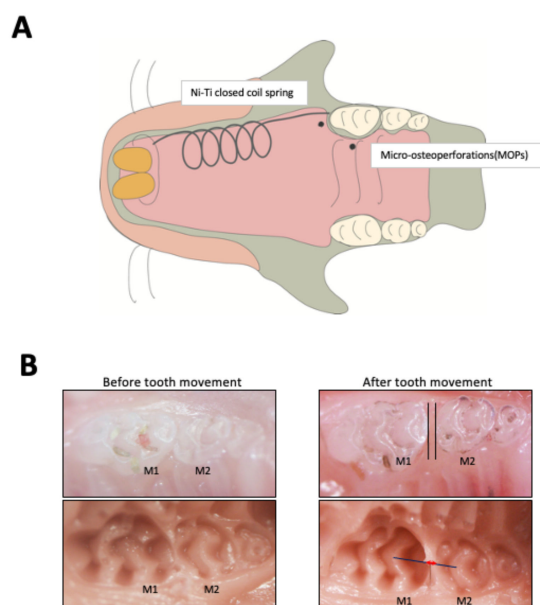 A
Ni-Ti closed coil spring
Micro-osteoperforations(MOPs)
B
Before tooth movement
After tooth movement
M1 M2
M1 M2
M1 M2
M1 M2